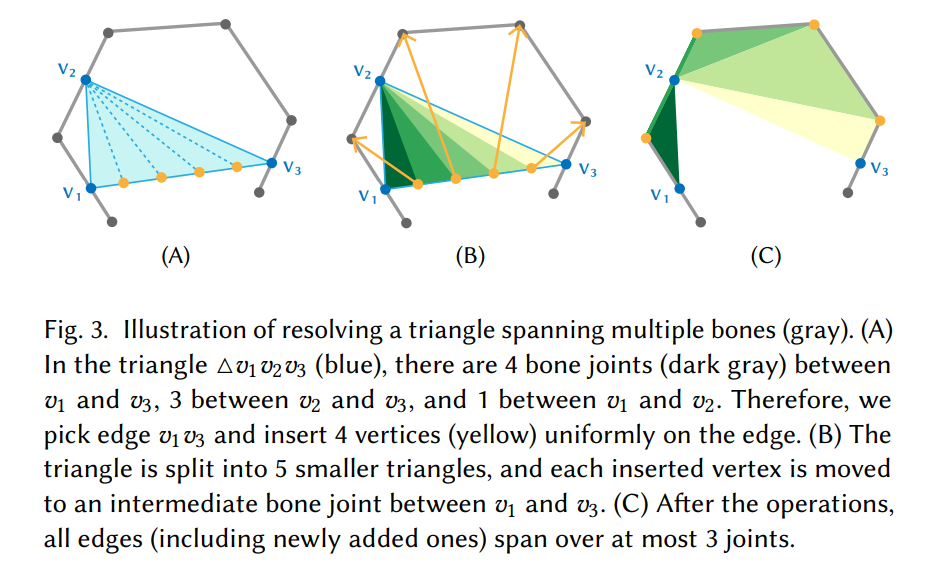 v₂
v₁
v₃
(A)
v₂
v₁
v₃
(B)
v₂
v₁
v₃
(C)
Fig. 3. Illustration of resolving a triangle spanning multiple bones (gray). (A)
In the triangle △v₁v₂v₃ (blue), there are 4 bone joints (dark gray) between
v₁ and v₃, 3 between v₂ and v₃, and 1 between v₁ and v₂. Therefore, we
pick edge v₁v₃ and insert 4 vertices (yellow) uniformly on the edge. (B) The
triangle is split into 5 smaller triangles, and each inserted vertex is moved
to an intermediate bone joint between v₁ and v₃. (C) After the operations,
all edges (including newly added ones) span over at most 3 joints.